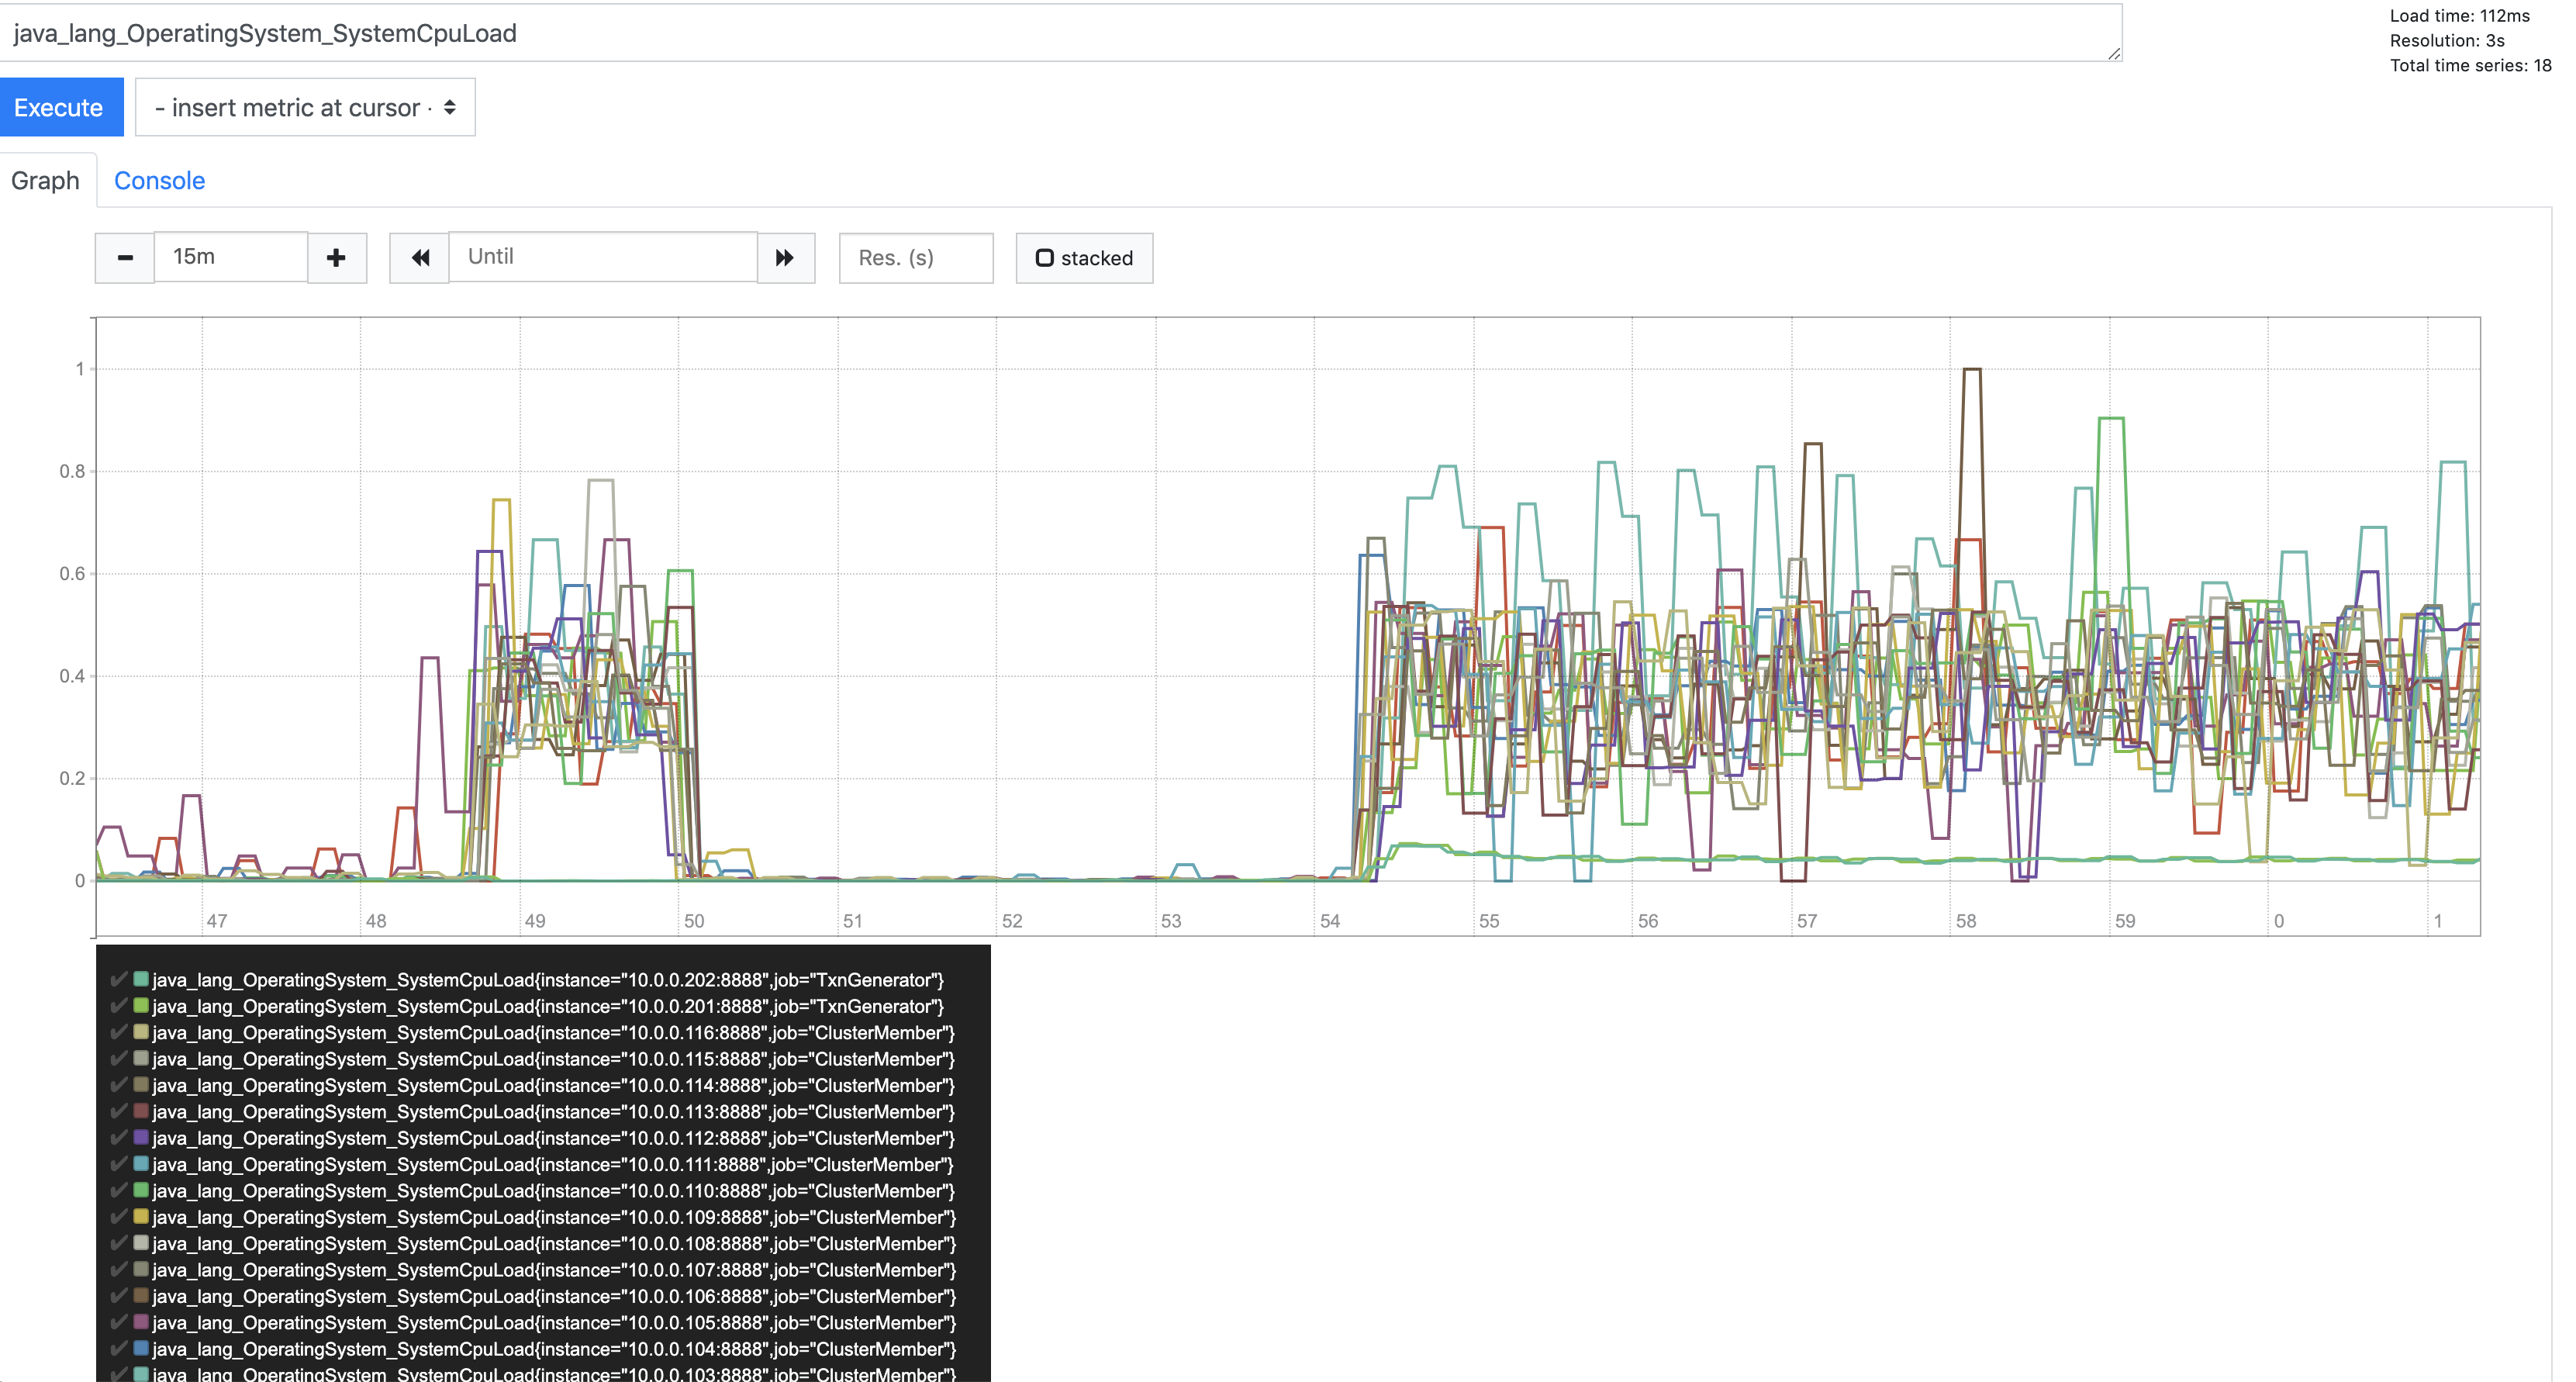 java_lang_OperatingSystem_SystemCpuLoad
Load time: 112ms
Resolution: 3s
Total time series: 18
Execute
- insert metric at cursor -
Graph
Console
15m
Until
Res. (s)
stacked
1
0.8
0.6
0.4
0.2
0
47 48 49 50 51 52 53 54 55 56 57 58 59 0 1
java_lang_OperatingSystem_SystemCpuLoad{instance="10.0.0.202:8888",job="TxnGenerator"}
java_lang_OperatingSystem_SystemCpuLoad{instance="10.0.0.201:8888",job="TxnGenerator"}
java_lang_OperatingSystem_SystemCpuLoad{instance="10.0.0.116:8888",job="ClusterMember"}
java_lang_OperatingSystem_SystemCpuLoad{instance="10.0.0.115:8888",job="ClusterMember"}
java_lang_OperatingSystem_SystemCpuLoad{instance="10.0.0.114:8888",job="ClusterMember"}
java_lang_OperatingSystem_SystemCpuLoad{instance="10.0.0.113:8888",job="ClusterMember"}
java_lang_OperatingSystem_SystemCpuLoad{instance="10.0.0.112:8888",job="ClusterMember"}
java_lang_OperatingSystem_SystemCpuLoad{instance="10.0.0.111:8888",job="ClusterMember"}
java_lang_OperatingSystem_SystemCpuLoad{instance="10.0.0.110:8888",job="ClusterMember"}
java_lang_OperatingSystem_SystemCpuLoad{instance="10.0.0.109:8888",job="ClusterMember"}
java_lang_OperatingSystem_SystemCpuLoad{instance="10.0.0.108:8888",job="ClusterMember"}
java_lang_OperatingSystem_SystemCpuLoad{instance="10.0.0.107:8888",job="ClusterMember"}
java_lang_OperatingSystem_SystemCpuLoad{instance="10.0.0.106:8888",job="ClusterMember"}
java_lang_OperatingSystem_SystemCpuLoad{instance="10.0.0.105:8888",job="ClusterMember"}
java_lang_OperatingSystem_SystemCpuLoad{instance="10.0.0.104:8888",job="ClusterMember"}
java_lang_OperatingSystem_SystemCpuLoad{instance="10.0.0.103:8888",job="ClusterMember"}